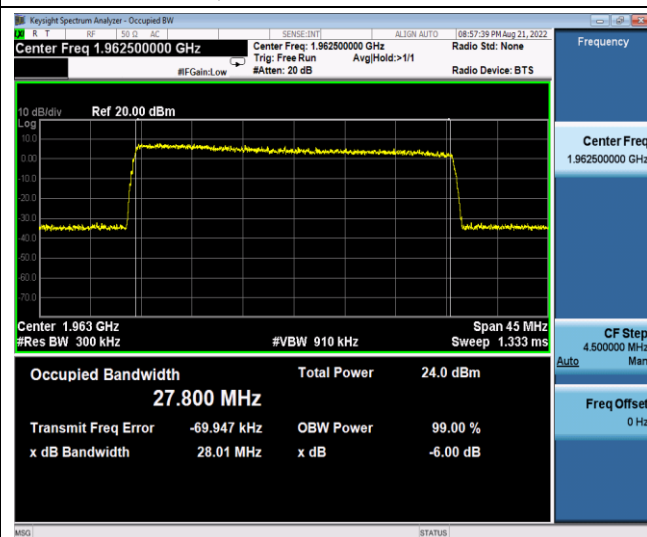 Keysight Spectrum Analyzer - Occupied BW
LXI R T RF 50 Ω AC SENSE:INT ALIGN AUTO 08:57:39 PM Aug 21, 2022
Center Freq 1.962500000 GHz
Center Freq: 1.962500000 GHz Radio Std: None
Trig: Free Run Avg|Hold:>1/1
#IFGain:Low #Atten: 20 dB Radio Device: BTS
10 dB/div Ref 20.00 dBm
Log
10.0
0.00
-10.0
-20.0
-30.0
-40.0
-50.0
-60.0
-70.0
Center 1.963 GHz Span 45 MHz
#Res BW 300 kHz #VBW 910 kHz Sweep 1.333 ms
Occupied Bandwidth Total Power 24.0 dBm
27.800 MHz
Transmit Freq Error -69.947 kHz OBW Power 99.00 %
x dB Bandwidth 28.01 MHz x dB -6.00 dB
MSG STATUS
Frequency
Center Freq
1.962500000 GHz
CF Step
4.500000 MHz
Auto Man
Freq Offset
0 Hz